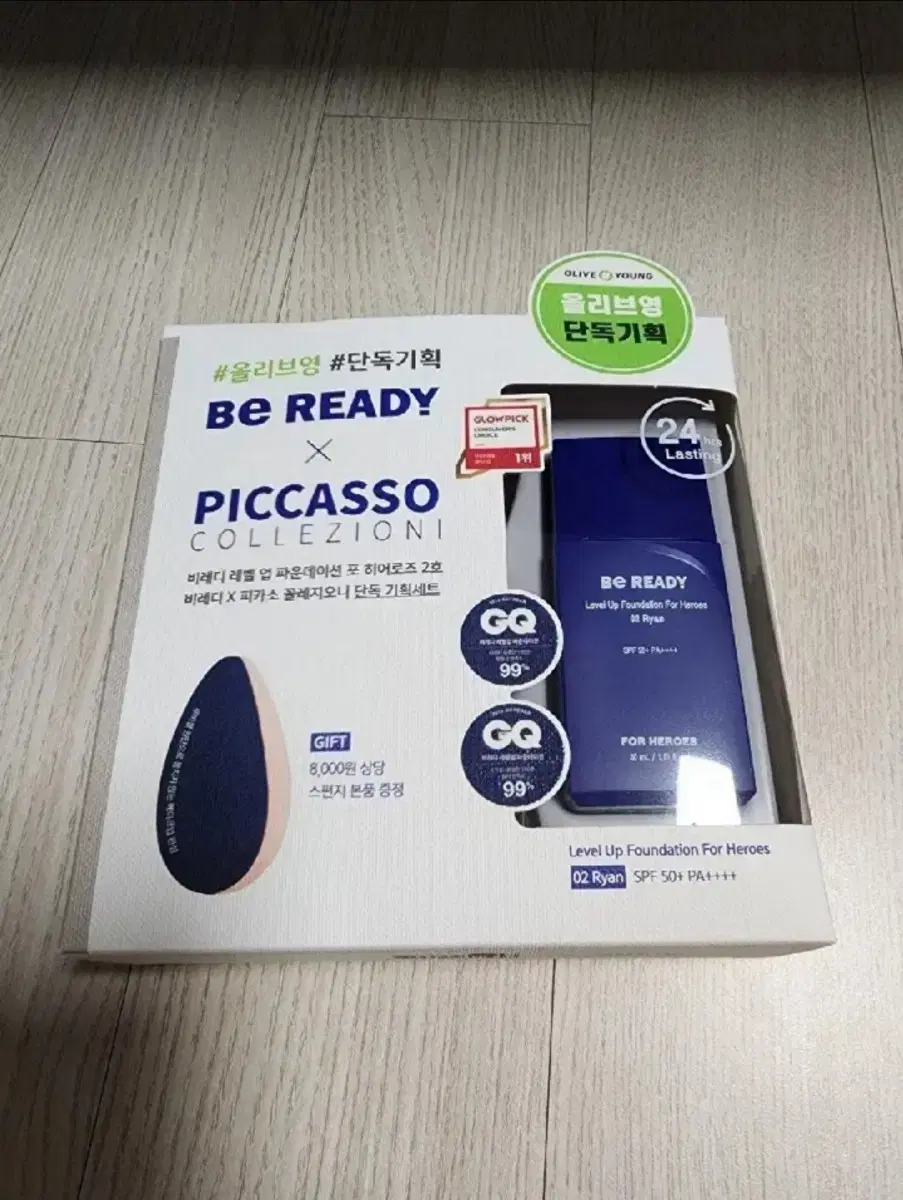 OLIVE YOUNG
올리브영
단독기획
#올리브영 #단독기획
Be READY
×
PICCASSO
COLLEZIONI
비레디 레벨 업 파운데이션 포 히어로즈 2호
비레디 X 피카소 꼴레지오니 단독 기획세트
GLOWPICK
1위
24 hrs
Lasting
Be READY
Level Up Foundation For Heroes
02 Ryan
SPF 50+ PA++++
FOR HEROES
GQ
99%
GQ
99%
GIFT
8,000원 상당
스펀지 본품 증정
Level Up Foundation For Heroes
02 Ryan SPF 50+ PA++++